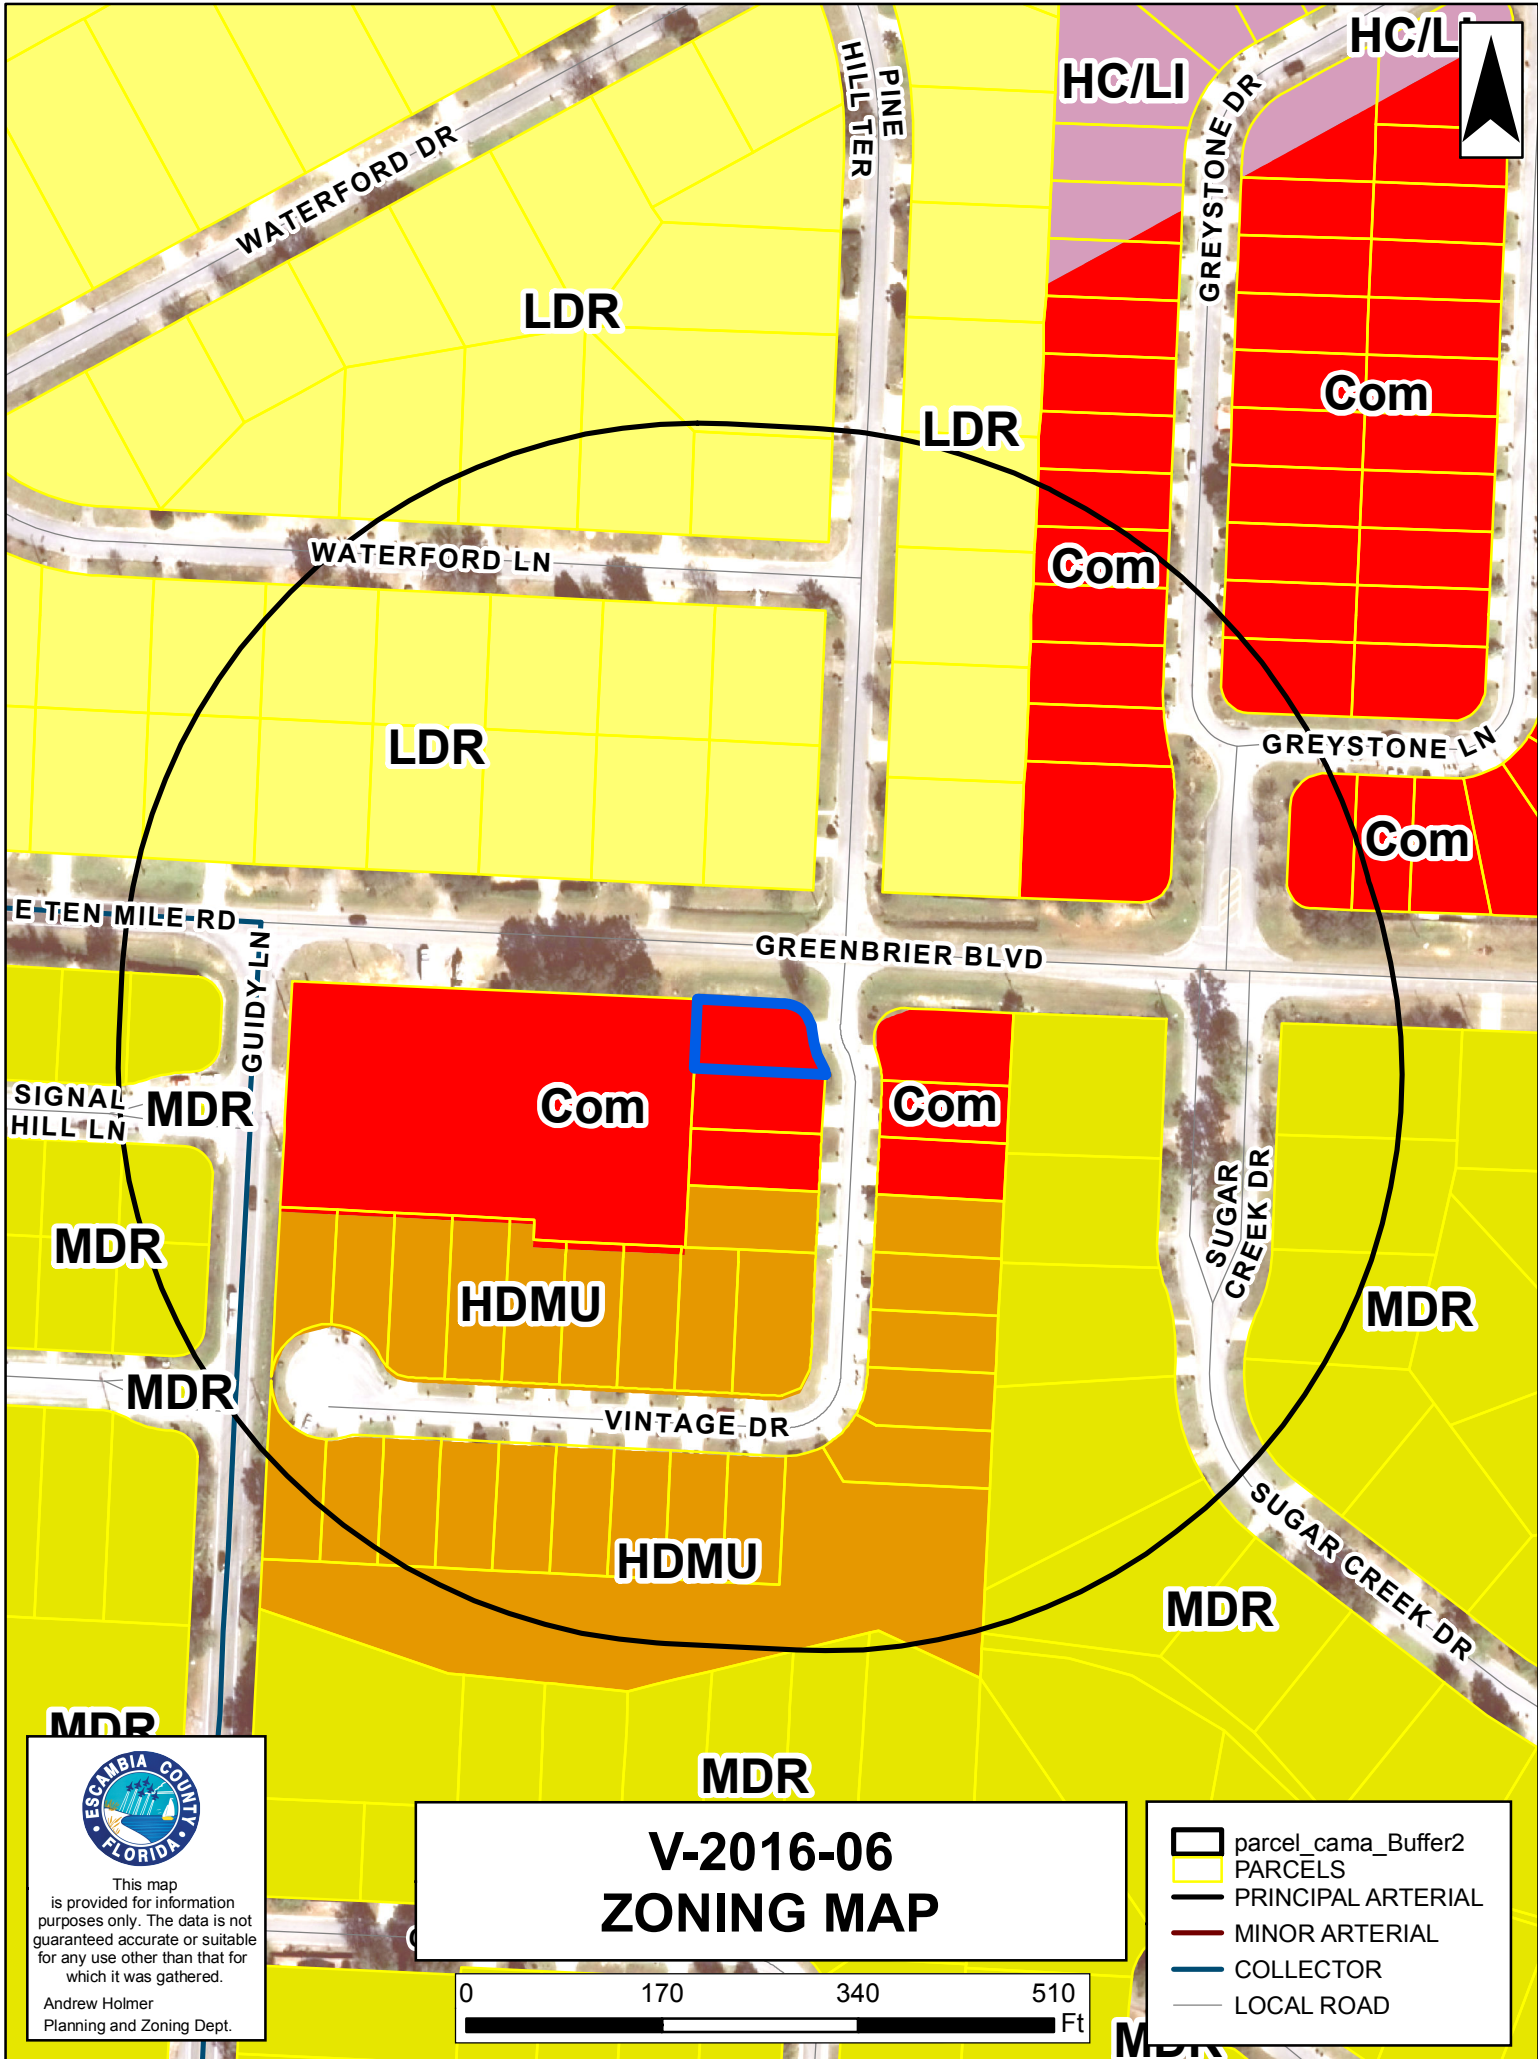 HC/LI
HC/LI
PINE
HILL TER
GREYSTONE DR
WATERFORD DR
LDR
Com
LDR
WATERFORD LN
Com
LDR
GREYSTONE LN
Com
E TEN MILE RD
GUIDY LN
GREENBRIER BLVD
SIGNAL
HILL LN
MDR
Com
Com
SUGAR
CREEK DR
MDR
HDMU
MDR
MDR
VINTAGE DR
SUGAR CREEK DR
HDMU
MDR
MDR
MDR
ESCAMBIA COUNTY
FLORIDA
This map
is provided for information
purposes only. The data is not
guaranteed accurate or suitable
for any use other than that for
which it was gathered.
Andrew Holmer
Planning and Zoning Dept.
V-2016-06
ZONING MAP
0 170 340 510
Ft
parcel_cama_Buffer2
PARCELS
PRINCIPAL ARTERIAL
MINOR ARTERIAL
COLLECTOR
LOCAL ROAD
MDR